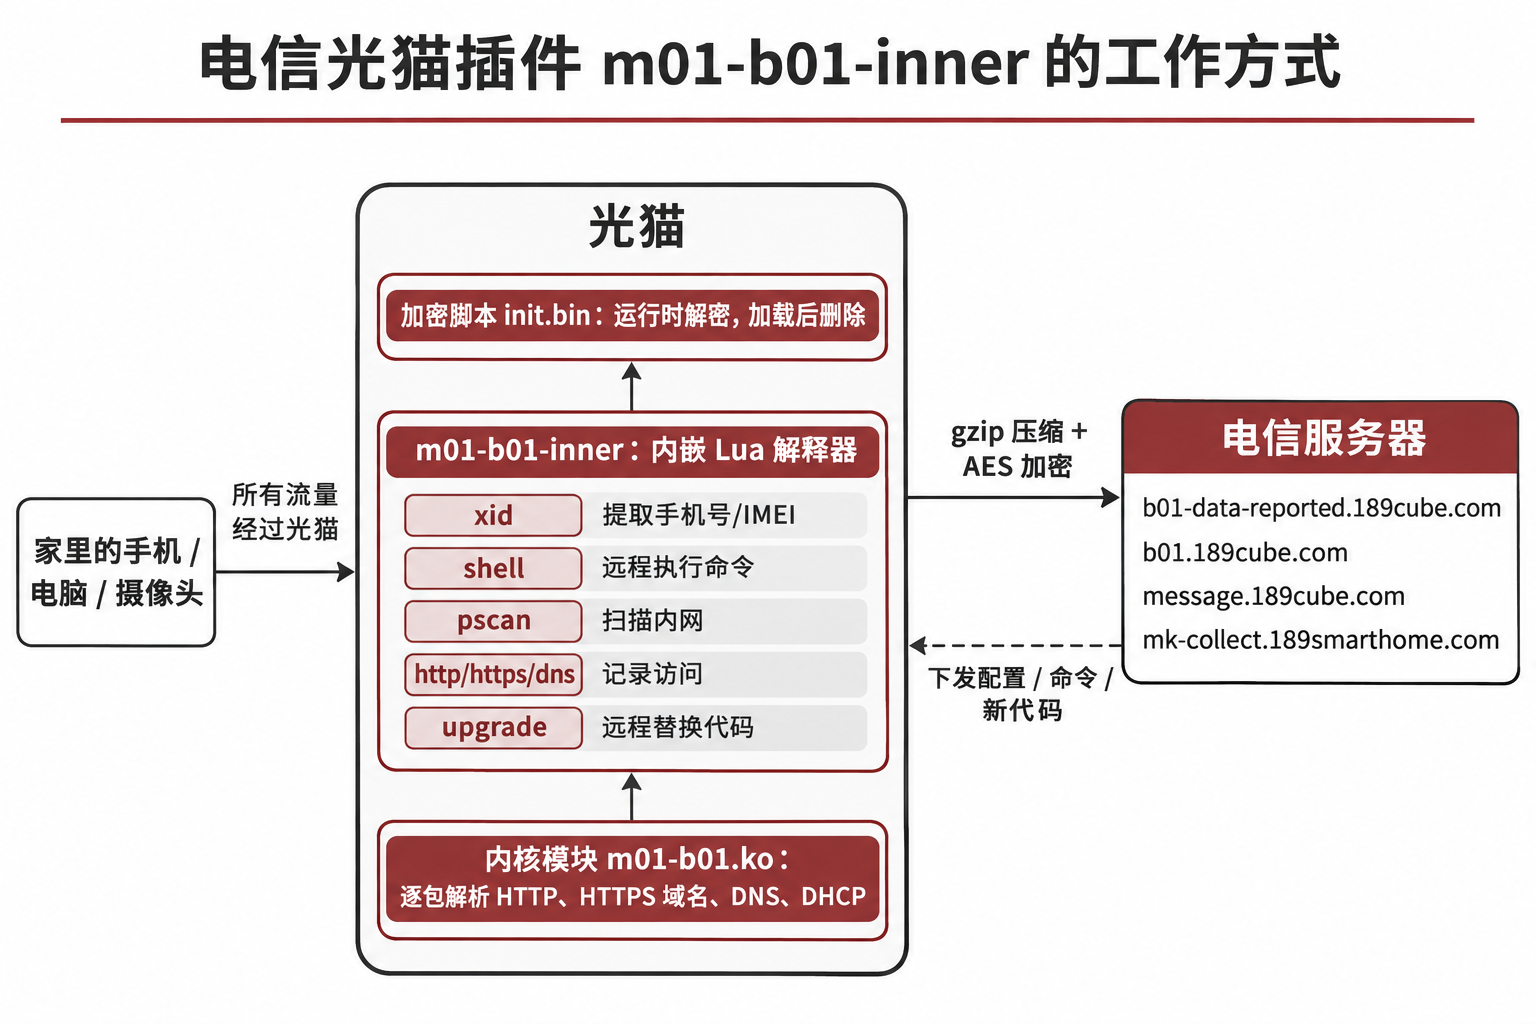 电信光猫插件 m01-b01-inner 的工作方式
光猫
加密脚本 init.bin：运行时解密，加载后删除
m01-b01-inner：内嵌 Lua 解释器
xid 提取手机号/IMEI
shell 远程执行命令
pscan 扫描内网
http/https/dns 记录访问
upgrade 远程替换代码
内核模块 m01-b01.ko：
逐包解析 HTTP、HTTPS 域名、DNS、DHCP
家里的手机 /
电脑 / 摄像头
所有流量
经过光猫
gzip 压缩 +
AES 加密
电信服务器
b01-data-reported.189cube.com
b01.189cube.com
message.189cube.com
mk-collect.189smarthome.com
下发配置 / 命令 /
新代码